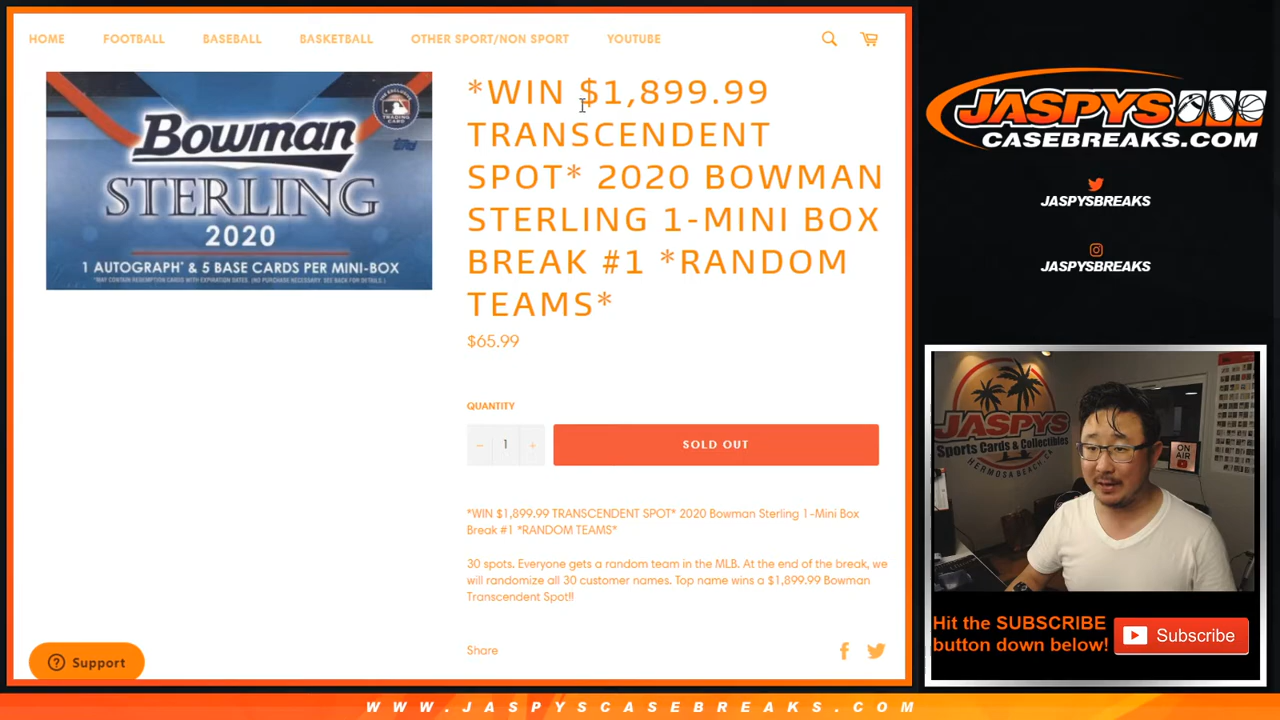 HOME FOOTBALL BASEBALL BASKETBALL OTHER SPORT/NON SPORT YOUTUBE
Bowman
STERLING
2020
1 AUTOGRAPH* & 5 BASE CARDS PER MINI-BOX
Topps
*WIN $1,899.99
TRANSCENDENT
SPOT* 2020 BOWMAN
STERLING 1-MINI BOX
BREAK #1 *RANDOM
TEAMS*
$65.99
QUANTITY
− 1 +
SOLD OUT
*WIN $1,899.99 TRANSCENDENT SPOT* 2020 Bowman Sterling 1-Mini Box
Break #1 *RANDOM TEAMS*
30 spots. Everyone gets a random team in the MLB. At the end of the break, we
will randomize all 30 customer names. Top name wins a $1,899.99 Bowman
Transcendent Spot!!
Share
Support
JASPYS
CASEBREAKS.COM
JASPYSBREAKS
JASPYSBREAKS
JASPYS
Sports Cards & Collectibles
HERMOSA BEACH, CA
ON AIR
Hit the SUBSCRIBE
button down below!
Subscribe
WWW.JASPYSCASEBREAKS.COM